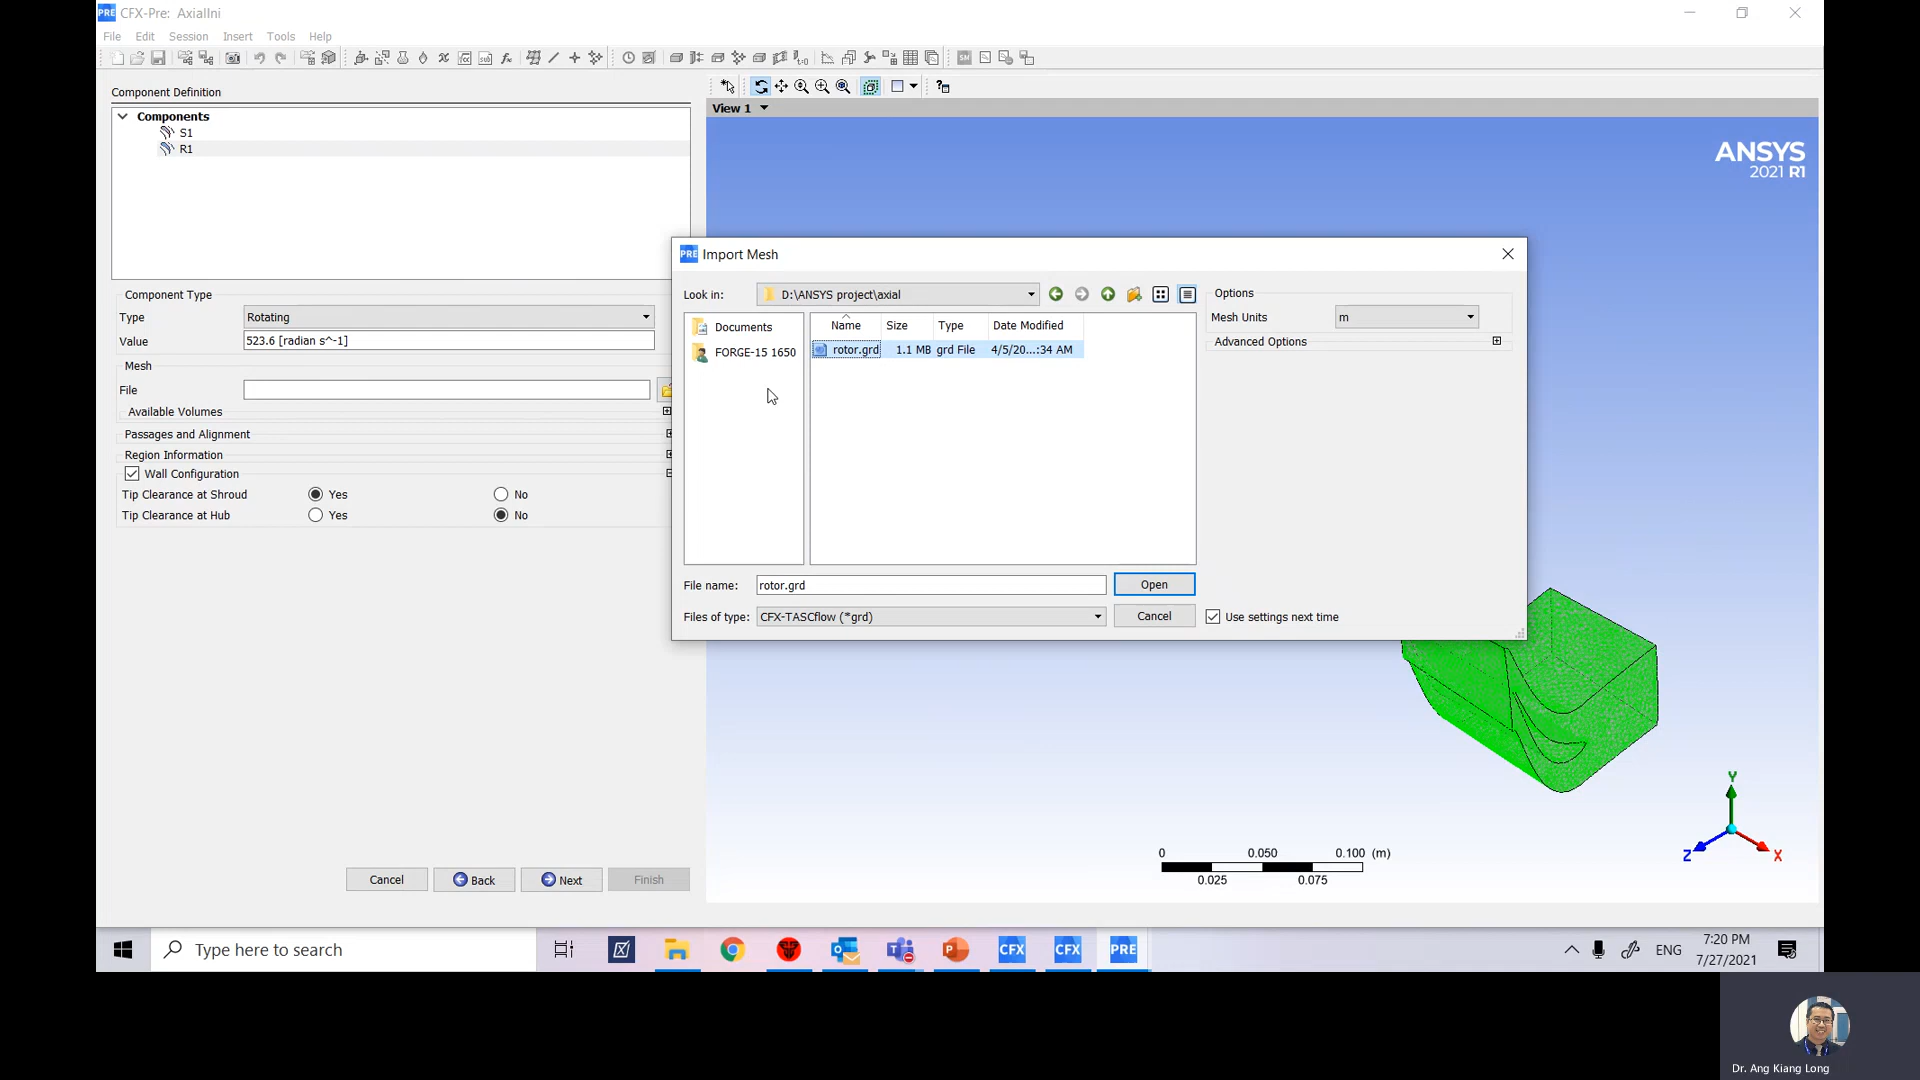 PRE CFX-Pre: AxialIni
File Edit Session Insert Tools Help
Component Definition
Components
S1
R1
Component Type
Type Rotating
Value 523.6 [radian s^-1]
Mesh
File
Available Volumes
Passages and Alignment
Region Information
Wall Configuration
Tip Clearance at Shroud Yes No
Tip Clearance at Hub Yes No
Cancel Back Next Finish
View 1
ANSYS
2021 R1
PRE Import Mesh
Look in: D:\ANSYS project\axial
Documents
FORGE-15 1650
Name Size Type Date Modified
rotor.grd 1.1 MB grd File 4/5/20...:34 AM
Options
Mesh Units m
Advanced Options
File name: rotor.grd Open
Files of type: CFX-TASCflow (*grd) Cancel Use settings next time
0 0.050 0.100 (m)
0.025 0.075
Y
Z X
Type here to search
CFX CFX PRE
ENG
7:20 PM
7/27/2021
Dr. Ang Kiang Long